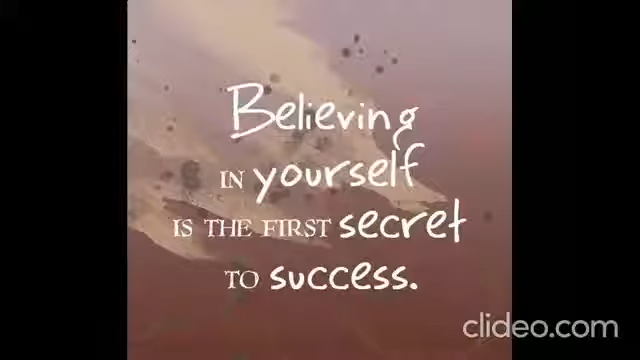 Believing
IN yourself
IS THE FIRST secret
TO success.
clideo.com